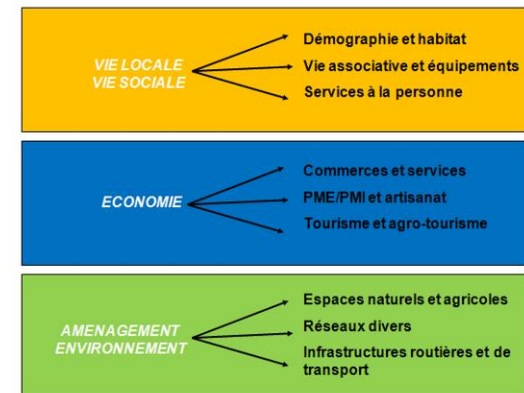 VIE LOCALE
VIE SOCIALE
Démographie et habitat
Vie associative et équipements
Services à la personne
ECONOMIE
Commerces et services
PME/PMI et artisanat
Tourisme et agro-tourisme
AMENAGEMENT
ENVIRONNEMENT
Espaces naturels et agricoles
Réseaux divers
Infrastructures routières et de
transport